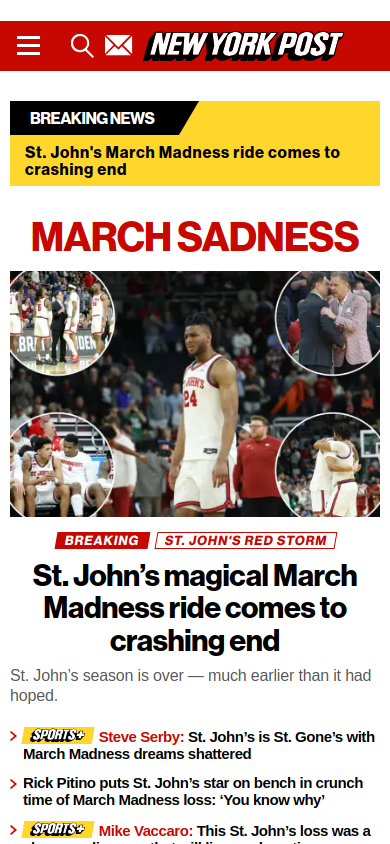 NEW YORK POST
BREAKING NEWS
St. John's March Madness ride comes to
crashing end
MARCH SADNESS
ST. JOHN'S
24
BREAKING
ST. JOHN'S RED STORM
St. John’s magical March
Madness ride comes to
crashing end
St. John’s season is over — much earlier than it had
hoped.
SPORTS+ Steve Serby: St. John’s is St. Gone’s with
March Madness dreams shattered
Rick Pitino puts St. John’s star on bench in crunch
time of March Madness loss: ‘You know why’
SPORTS+ Mike Vaccaro: This St. John’s loss was a